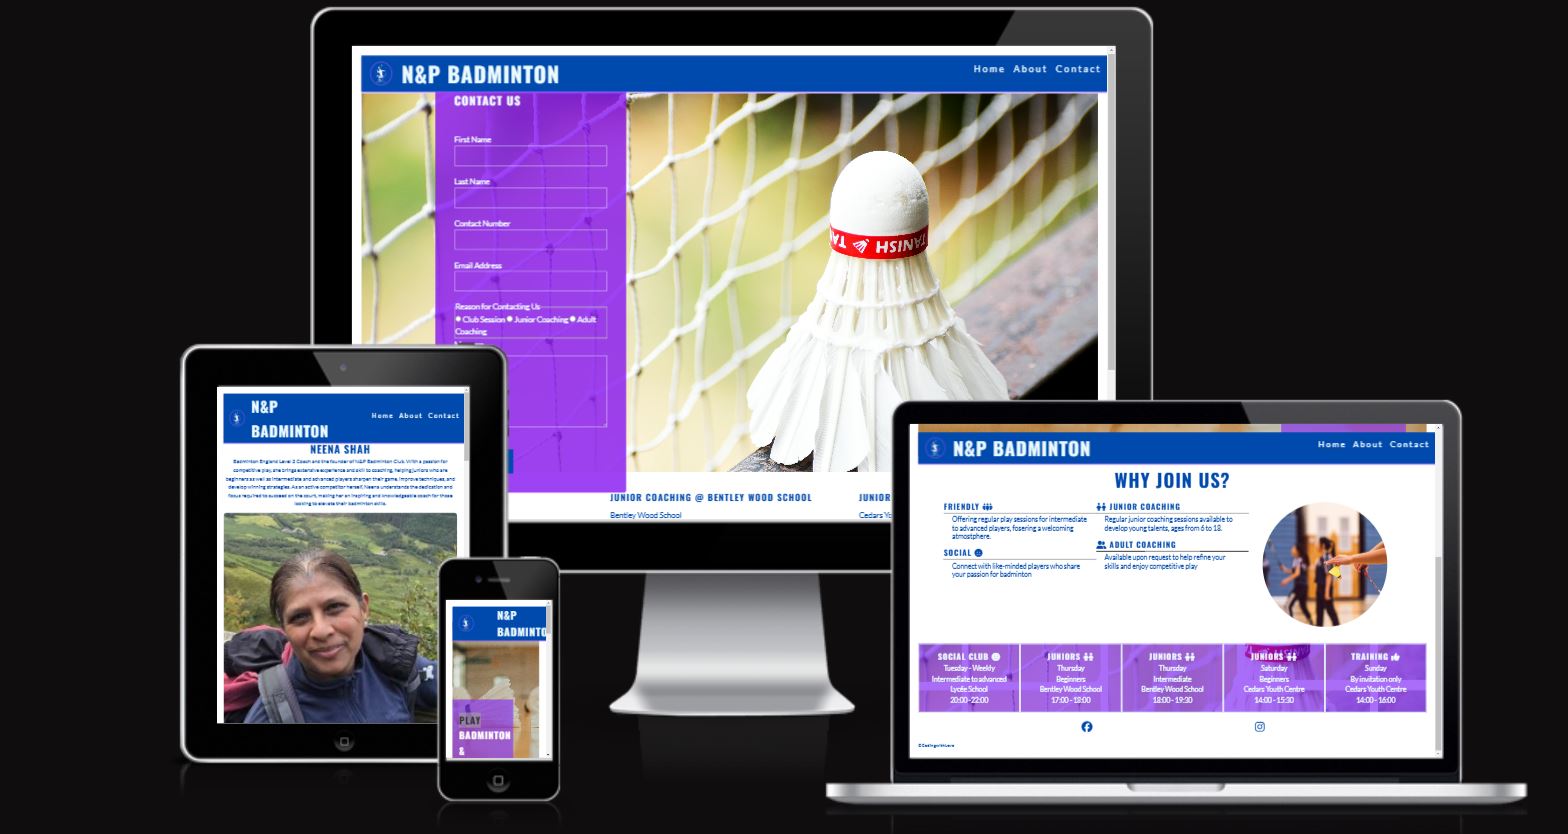 N&P BADMINTON
Home About Contact
CONTACT US
First Name
Last Name
Contact Number
Email Address
Reason for Contacting Us
Club Session Junior Coaching Adult
Coaching
TANISH
JUNIOR COACHING @ BENTLEY WOOD SCHOOL
Bentley Wood School
JUNIOR
Cedars Yo
N&P
BADMINTON
Home About Contact
NEENA SHAH
Badminton England Level 2 Coach and the founder of N&P Badminton Club. With a passion for
competitive play, she brings extensive experience and skill to coaching, helping juniors who are
beginners as well as intermediate and advanced players sharpen their game, improve techniques, and
develop winning strategies. As an active competitor herself, Neena understands the dedication and
focus required to succeed on the court, making her an inspiring and knowledgeable coach for those
looking to elevate their badminton skills.
N&P
BADMINTO
PLAY
BADMINTON
&
N&P BADMINTON
Home About Contact
WHY JOIN US?
FRIENDLY
Offering regular play sessions for intermediate
to advanced players, fosering a welcoming
atmostphere.
SOCIAL
Connect with like-minded players who share
your passion for badminton
JUNIOR COACHING
Regular junior coaching sessions available to
develop young talents, ages from 6 to 18.
ADULT COACHING
Available upon request to help refine your
skills and enjoy competitive play
SOCIAL CLUB
Tuesday - Weekly
Intermediate to advanced
Lycée School
20:00 - 22:00
JUNIORS
Thursday
Beginners
Bentley Wood School
17:00 - 18:00
JUNIORS
Thursday
Intermediate
Bentley Wood School
18:00 - 19:30
JUNIORS
Saturday
Beginners
Cedars Youth Centre
14:00 - 15:30
TRAINING
Sunday
By invitation only
Cedars Youth Centre
14:00 - 16:00
©CodingwithLove